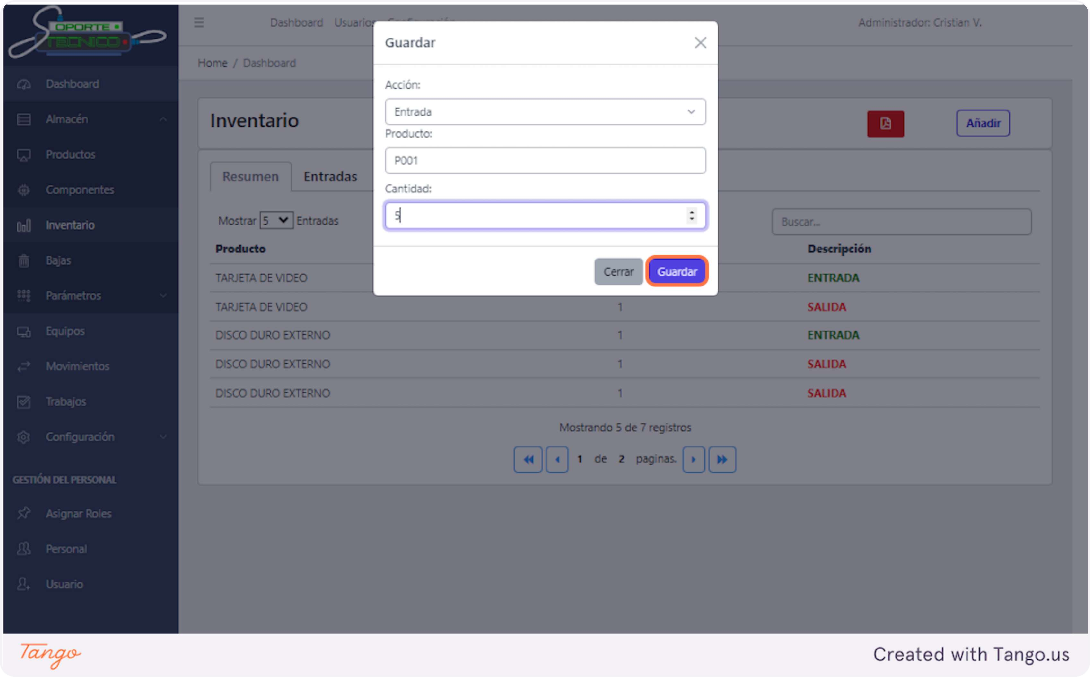 SOPORTE
TECNICO
Dashboard Usuarios Configuración
Administrador: Cristian V.
Home / Dashboard
Dashboard
Almacén
Productos
Componentes
Inventario
Bajas
Parámetros
Equipos
Movimientos
Trabajos
Configuración
GESTIÓN DEL PERSONAL
Asignar Roles
Personal
Usuario
Guardar
Acción:
Entrada
Producto:
P001
Cantidad:
5
Cerrar Guardar
Inventario
Añadir
Resumen Entradas
Mostrar 5 Entradas
Buscar...
Producto Descripción
TARJETA DE VIDEO ENTRADA
TARJETA DE VIDEO 1 SALIDA
DISCO DURO EXTERNO 1 ENTRADA
DISCO DURO EXTERNO 1 SALIDA
DISCO DURO EXTERNO 1 SALIDA
Mostrando 5 de 7 registros
1 de 2 paginas.
Tango
Created with Tango.us